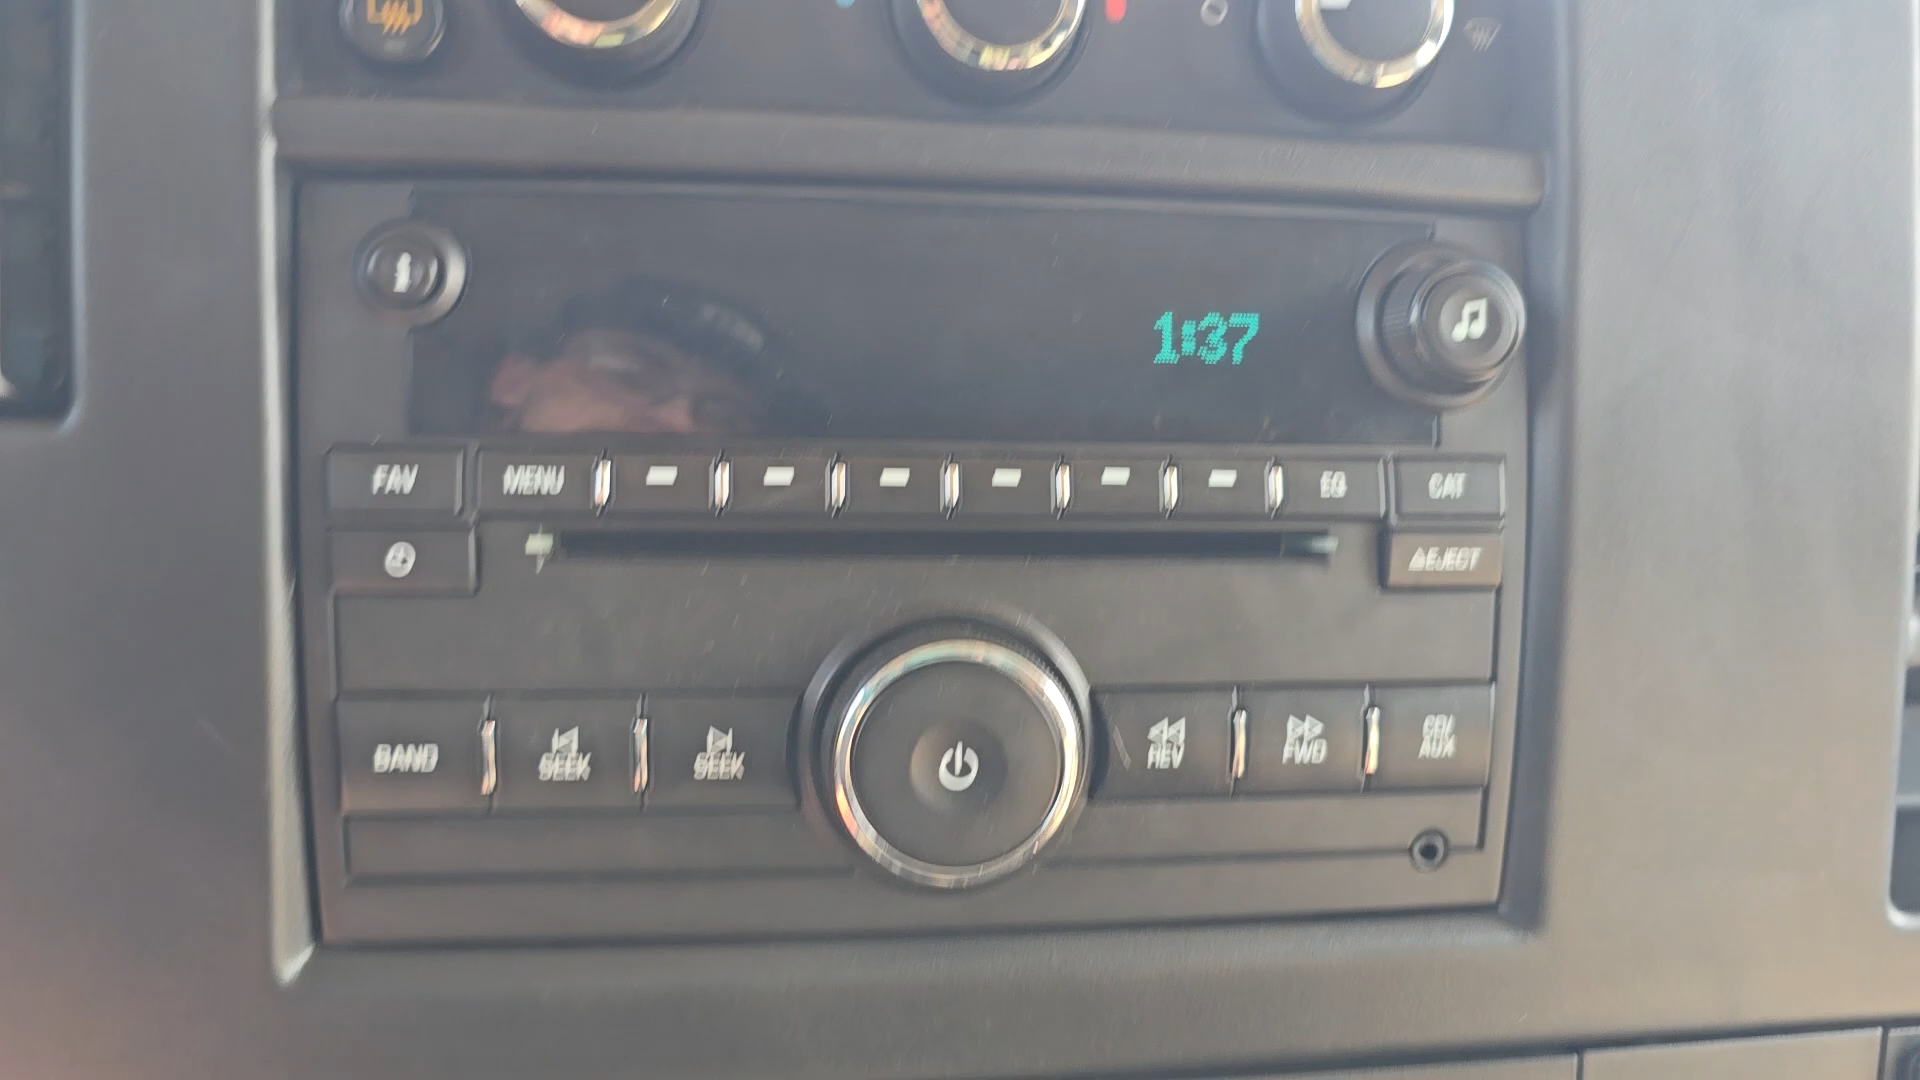 1:37
FAV MENU EQ CAT
EJECT
BAND SEEK SEEK REV FWD CD/
AUX